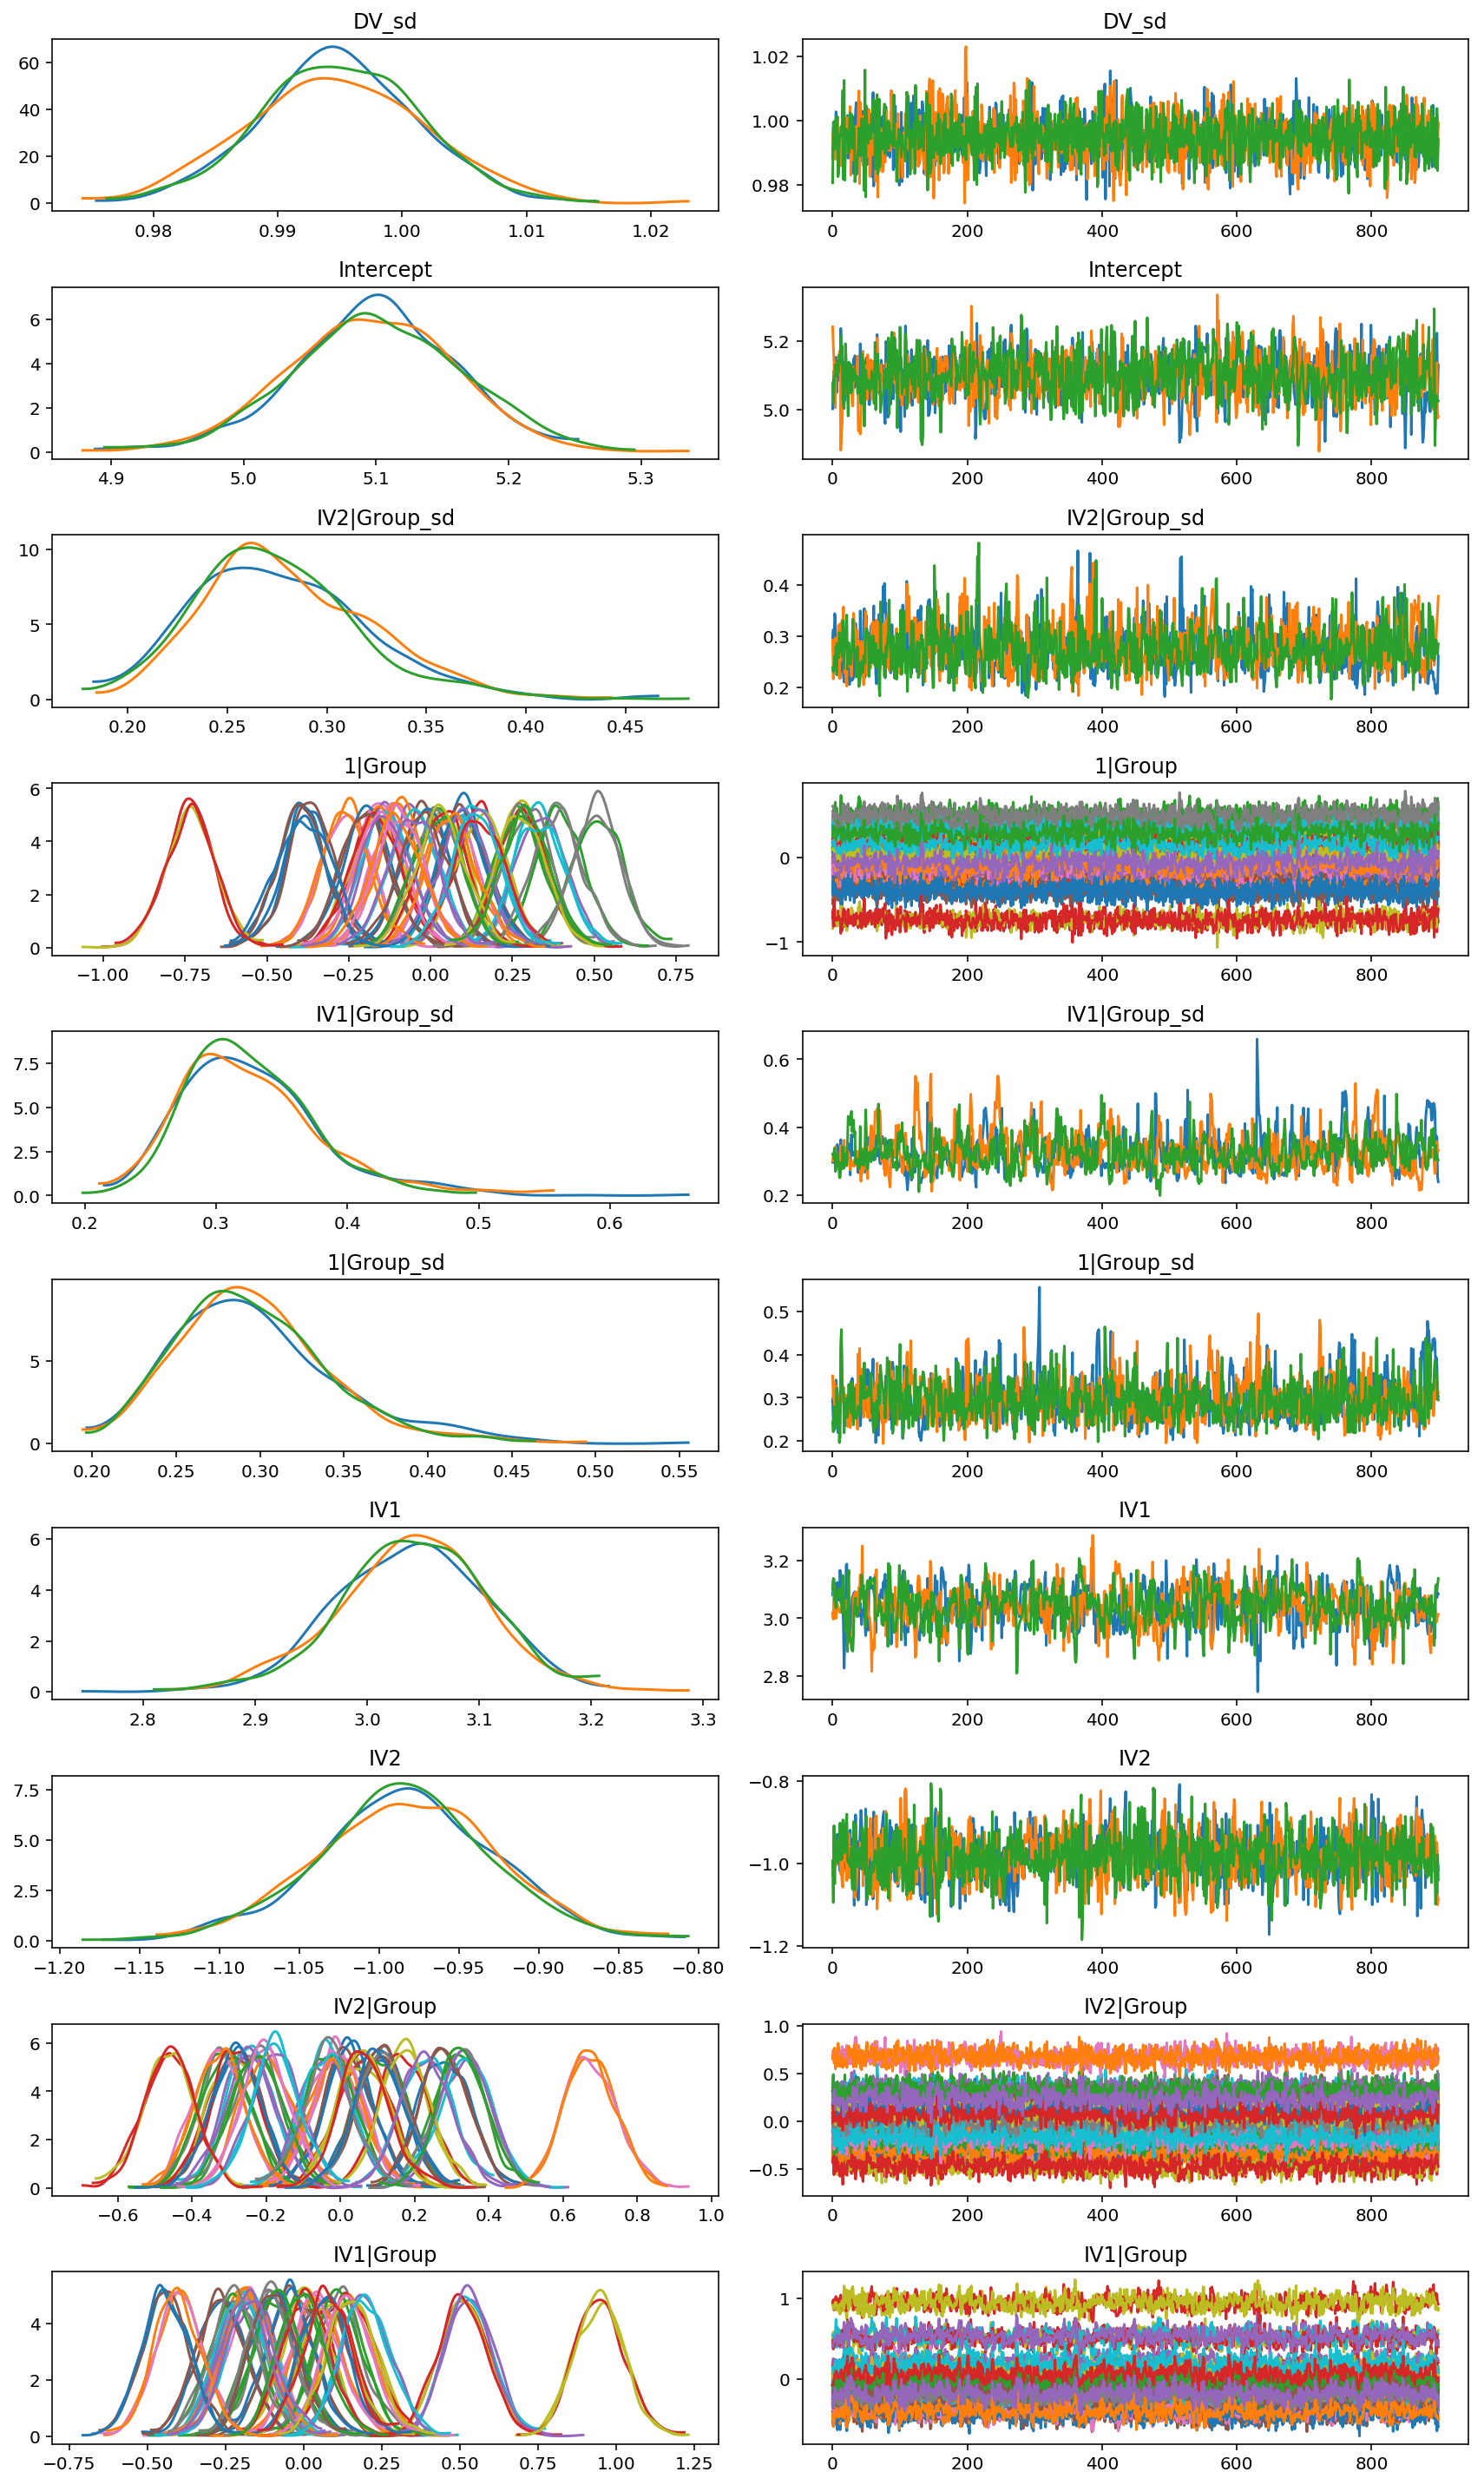 DV_sd DV_sd
60
40
20
0
0.98 0.99 1.00 1.01 1.02
1.02
1.00
0.98
0 200 400 600 800
Intercept Intercept
6
4
2
0
4.9 5.0 5.1 5.2 5.3
5.2
5.0
0 200 400 600 800
IV2|Group_sd IV2|Group_sd
10
5
0
0.20 0.25 0.30 0.35 0.40 0.45
0.4
0.3
0.2
0 200 400 600 800
1|Group 1|Group
6
4
2
0
−1.00 −0.75 −0.50 −0.25 0.00 0.25 0.50 0.75
0
−1
0 200 400 600 800
IV1|Group_sd IV1|Group_sd
7.5
5.0
2.5
0.0
0.2 0.3 0.4 0.5 0.6
0.6
0.4
0.2
0 200 400 600 800
1|Group_sd 1|Group_sd
5
0
0.20 0.25 0.30 0.35 0.40 0.45 0.50 0.55
0.5
0.4
0.3
0.2
0 200 400 600 800
IV1 IV1
6
4
2
0
2.8 2.9 3.0 3.1 3.2 3.3
3.2
3.0
2.8
0 200 400 600 800
IV2 IV2
7.5
5.0
2.5
0.0
−1.20 −1.15 −1.10 −1.05 −1.00 −0.95 −0.90 −0.85 −0.80
−0.8
−1.0
−1.2
0 200 400 600 800
IV2|Group IV2|Group
6
4
2
0
−0.6 −0.4 −0.2 0.0 0.2 0.4 0.6 0.8 1.0
1.0
0.5
0.0
−0.5
0 200 400 600 800
IV1|Group IV1|Group
4
2
0
−0.75 −0.50 −0.25 0.00 0.25 0.50 0.75 1.00 1.25
1
0
0 200 400 600 800